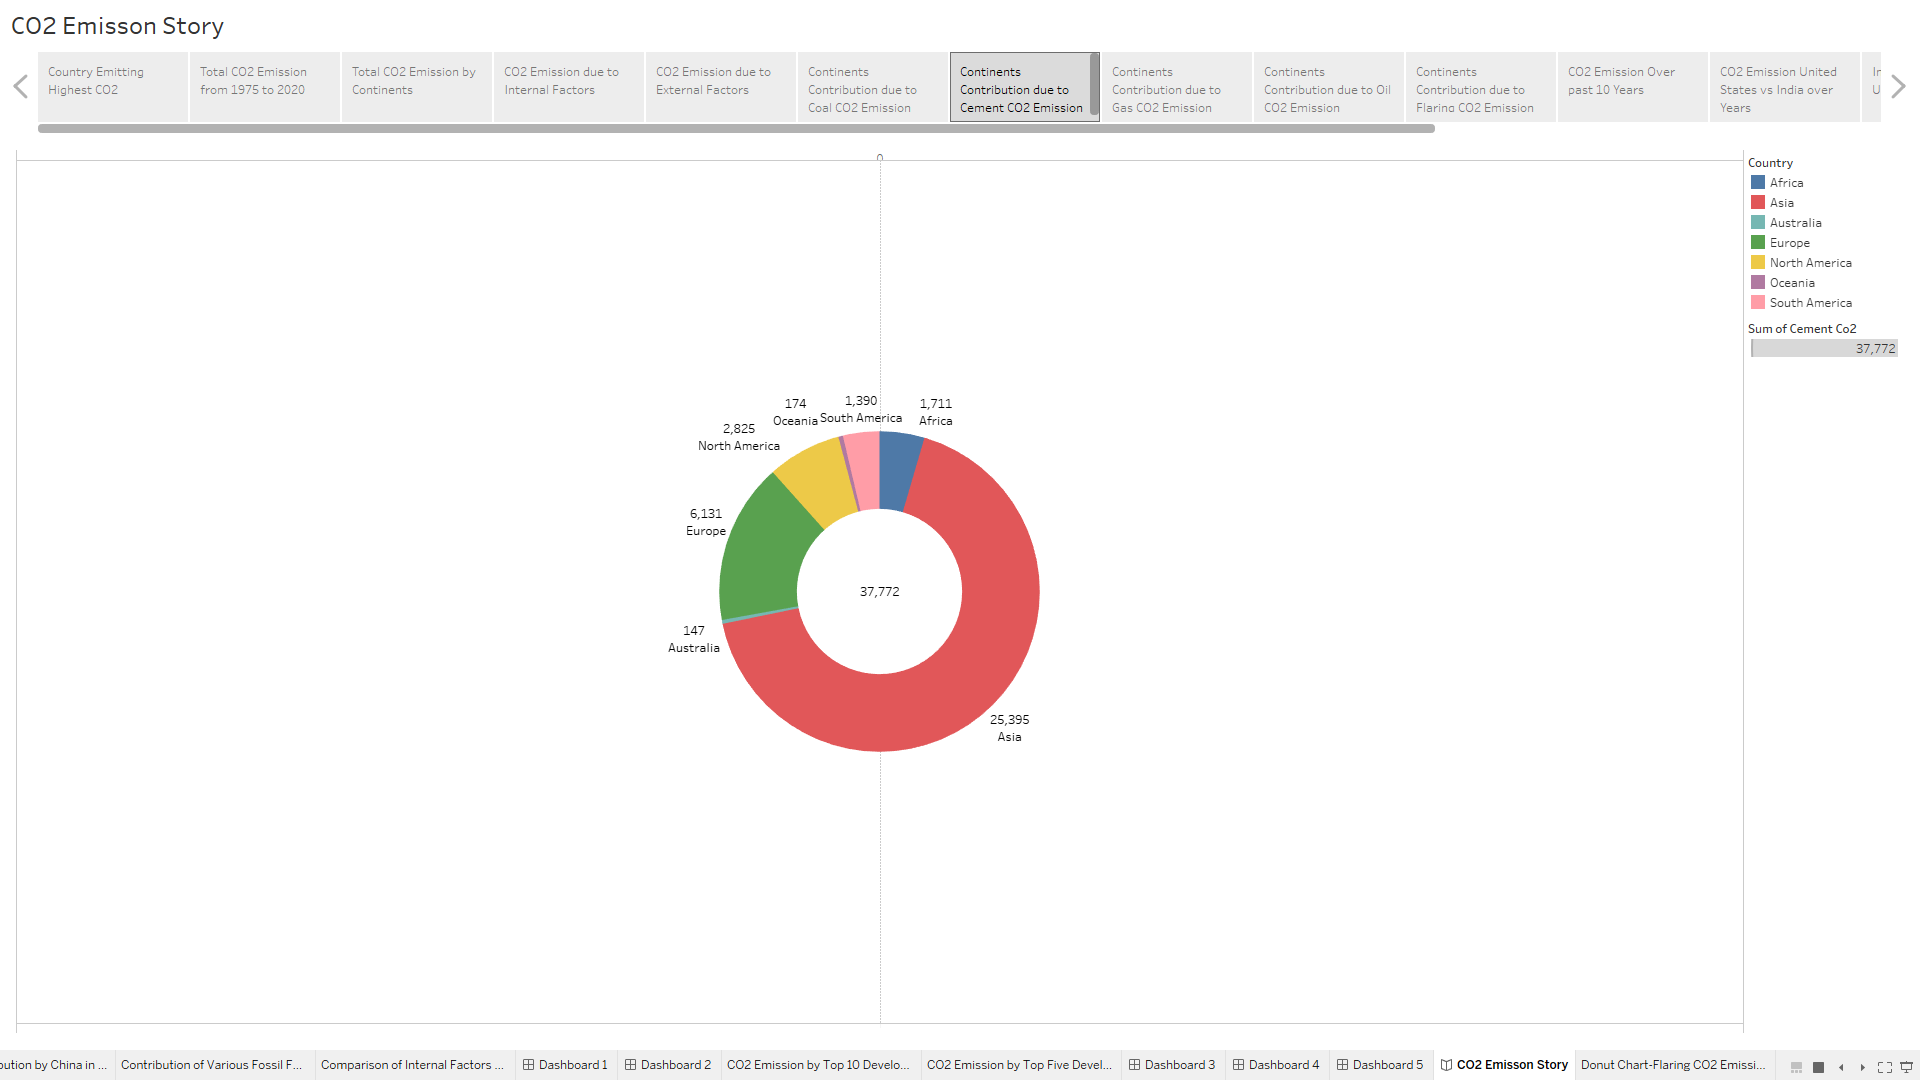 CO2 Emisson Story
Country Emitting
Highest CO2
Total CO2 Emission
from 1975 to 2020
Total CO2 Emission by
Continents
CO2 Emission due to
Internal Factors
CO2 Emission due to
External Factors
Continents
Contribution due to
Coal CO2 Emission
Continents
Contribution due to
Cement CO2 Emission
Continents
Contribution due to
Gas CO2 Emission
Continents
Contribution due to Oil
CO2 Emission
Continents
Contribution due to
Flaring CO2 Emission
CO2 Emission Over
past 10 Years
CO2 Emission United
States vs India over
Years
Country
Africa
Asia
Australia
Europe
North America
Oceania
South America
Sum of Cement Co2
37,772
1,390
South America
1,711
Africa
174
Oceania
2,825
North America
6,131
Europe
37,772
147
Australia
25,395
Asia
bution by China in ...
Contribution of Various Fossil F...
Comparison of Internal Factors ...
Dashboard 1
Dashboard 2
CO2 Emission by Top 10 Develo...
CO2 Emission by Top Five Devel...
Dashboard 3
Dashboard 4
Dashboard 5
CO2 Emisson Story
Donut Chart-Flaring CO2 Emissi...